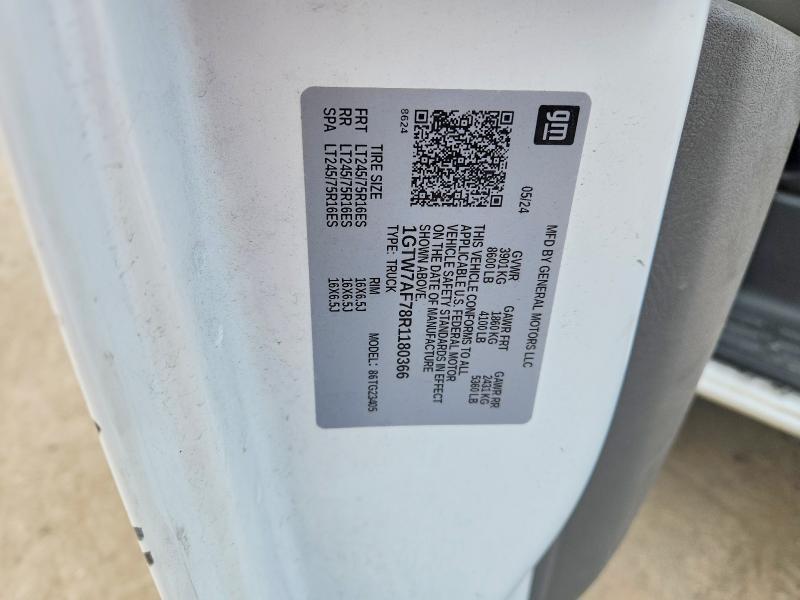 gm
MFD BY GENERAL MOTORS LLC
05/24
GVWR GAWR FRT GAWR RR
3901 KG 1860 KG 2431 KG
8600 LB 4100 LB 5360 LB
THIS VEHICLE CONFORMS TO ALL
APPLICABLE U.S. FEDERAL MOTOR
VEHICLE SAFETY STANDARDS IN EFFECT
ON THE DATE OF MANUFACTURE
SHOWN ABOVE.
1GTW7AF78R1180366
TYPE: TRUCK
8624
MODEL: 86TG23405
TIRE SIZE RIM
FRT LT245/75R16ES 16X6.5J
RR LT245/75R16ES 16X6.5J
SPA LT245/75R16ES